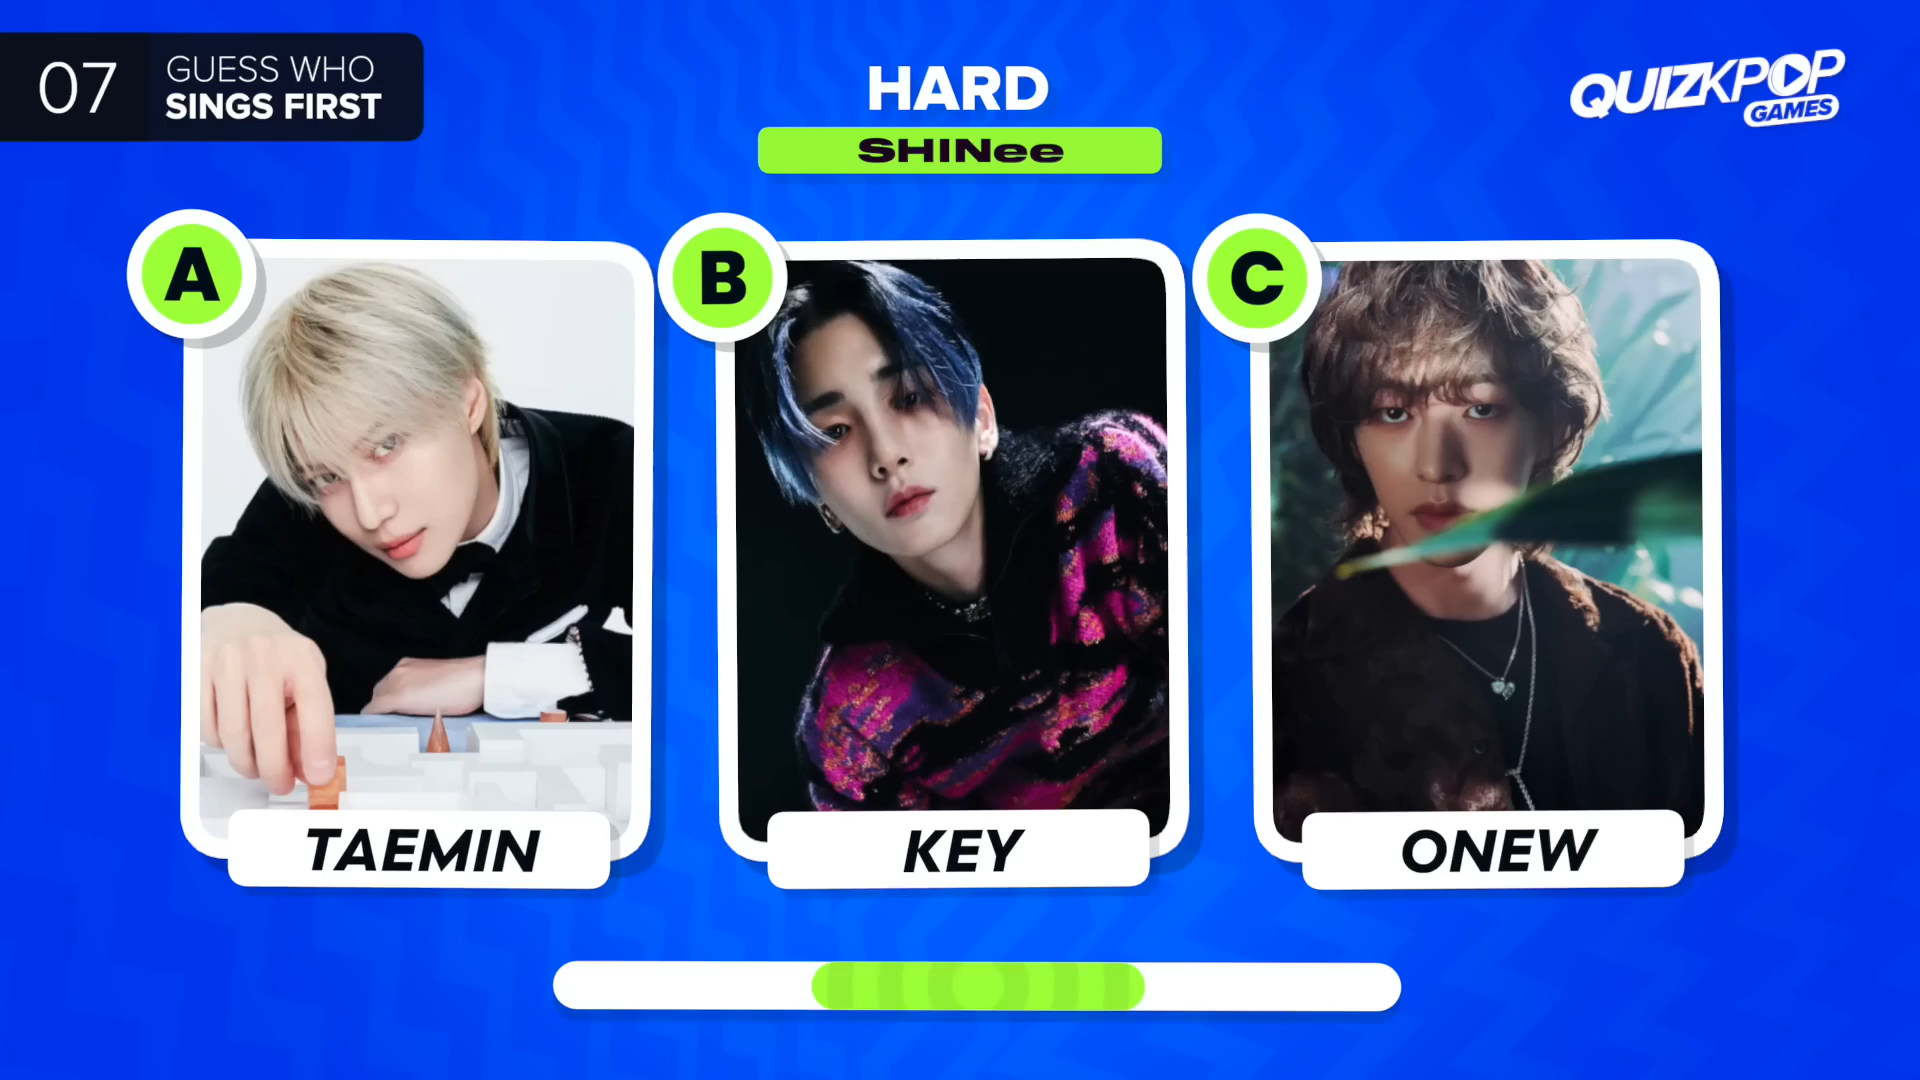 07
GUESS WHO
SINGS FIRST
HARD
SHINee
QUIZKPOP
GAMES
A
B
C
TAEMIN
KEY
ONEW